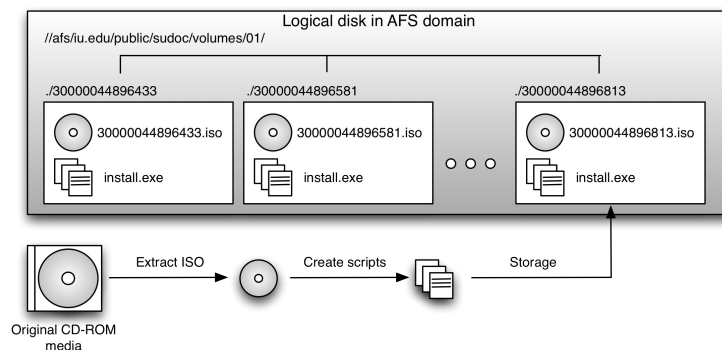 Logical disk in AFS domain
//afs/iu.edu/public/sudoc/volumes/01/
./30000044896433
./30000044896581
./30000044896813
30000044896433.iso
30000044896581.iso
30000044896813.iso
install.exe
install.exe
install.exe
Extract ISO
Create scripts
Storage
Original CD-ROM
media